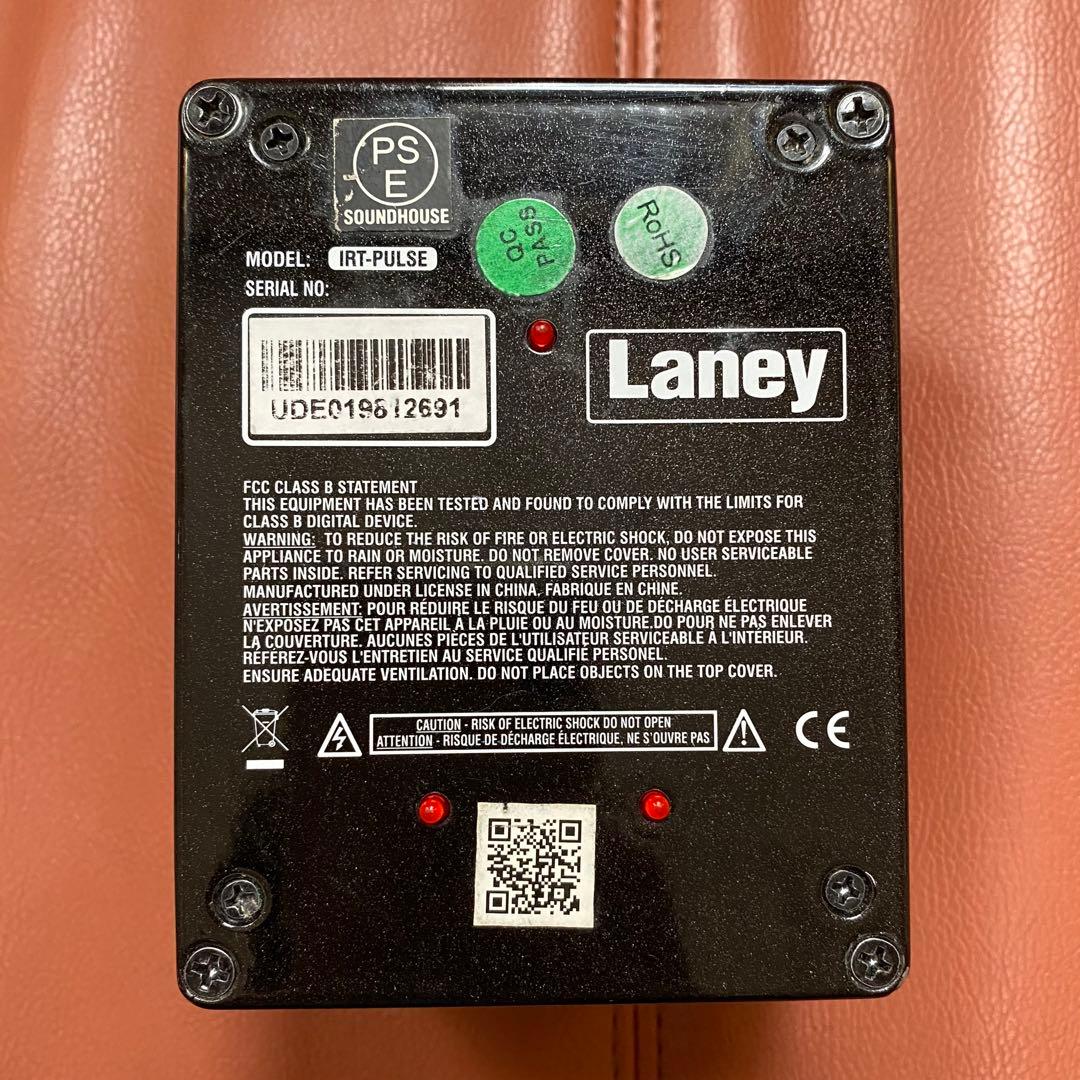 PS
E
SOUNDHOUSE
QC
PASS
RoHS
MODEL: IRT-PULSE
SERIAL NO:
UDE019812691
Laney
FCC CLASS B STATEMENT
THIS EQUIPMENT HAS BEEN TESTED AND FOUND TO COMPLY WITH THE LIMITS FOR
CLASS B DIGITAL DEVICE.
WARNING: TO REDUCE THE RISK OF FIRE OR ELECTRIC SHOCK, DO NOT EXPOSE THIS
APPLIANCE TO RAIN OR MOISTURE. DO NOT REMOVE COVER. NO USER SERVICEABLE
PARTS INSIDE. REFER SERVICING TO QUALIFIED SERVICE PERSONNEL.
MANUFACTURED UNDER LICENSE IN CHINA. FABRIQUE EN CHINE.
AVERTISSEMENT: POUR RÉDUIRE LE RISQUE DU FEU OU DE DÉCHARGE ÉLECTRIQUE
N'EXPOSEZ PAS CET APPAREIL À LA PLUIE OU AU MOISTURE.DO POUR NE PAS ENLEVER
LA COUVERTURE. AUCUNES PIÈCES DE L'UTILISATEUR SERVICEABLE À L'INTÉRIEUR.
RÉFÉREZ-VOUS L'ENTRETIEN AU SERVICE QUALIFIÉ PERSONEL.
ENSURE ADEQUATE VENTILATION. DO NOT PLACE OBJECTS ON THE TOP COVER.
CAUTION - RISK OF ELECTRIC SHOCK DO NOT OPEN
ATTENTION - RISQUE DE DÉCHARGE ÉLECTRIQUE, NE S'OUVRE PAS
CE